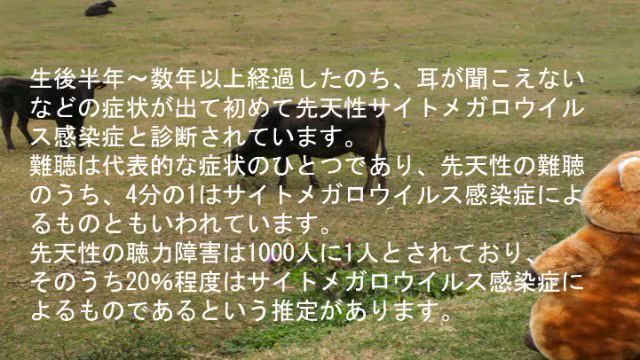 生後半年～数年以上経過したのち、耳が聞こえない
などの症状が出て初めて先天性サイトメガロウイル
ス感染症と診断されています。
難聴は代表的な症状のひとつであり、先天性の難聴
のうち、4分の1はサイトメガロウイルス感染症によ
るものともいわれています。
先天性の聴力障害は1000人に1人とされており、
そのうち20％程度はサイトメガロウイルス感染症に
よるものであるという推定があります。